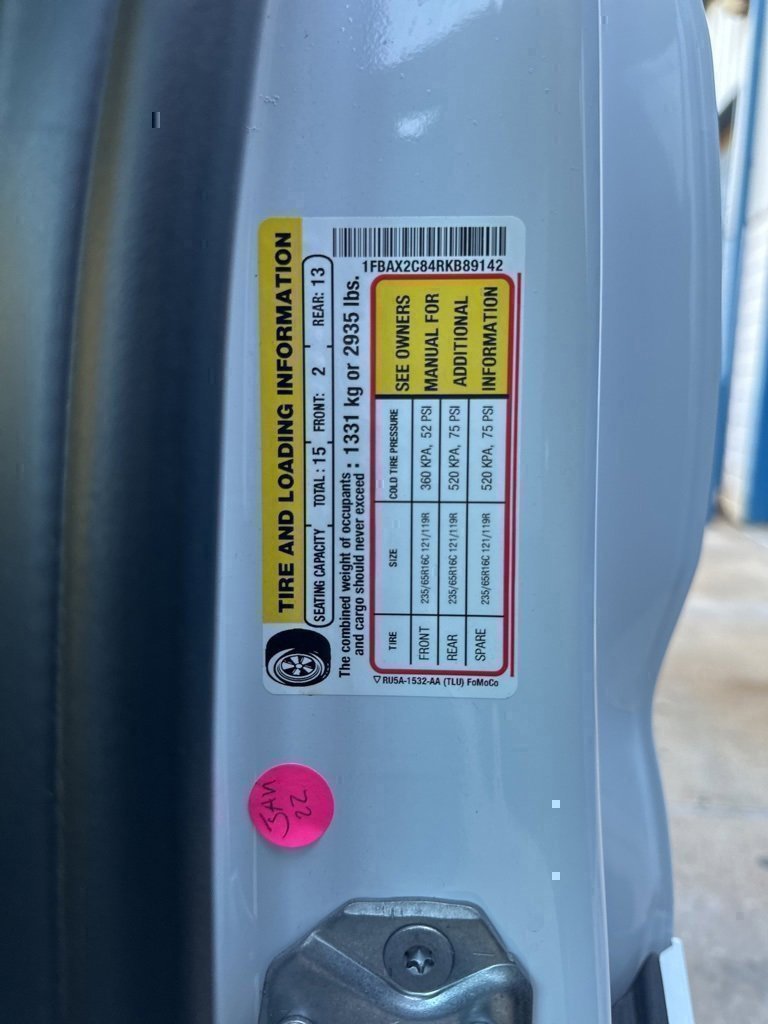 TIRE AND LOADING INFORMATION
SEATING CAPACITY TOTAL: 15 FRONT: 2 REAR: 13
The combined weight of occupants
and cargo should never exceed : 1331 kg or 2935 lbs.
1FBAX2C84RKB89142
TIRE SIZE COLD TIRE PRESSURE
FRONT 235/65R16C 121/119R 360 KPA, 52 PSI
REAR 235/65R16C 121/119R 520 KPA, 75 PSI
SPARE 235/65R16C 121/119R 520 KPA, 75 PSI
SEE OWNERS
MANUAL FOR
ADDITIONAL
INFORMATION
RU5A-1532-AA (TLU) FoMoCo
JAN
22